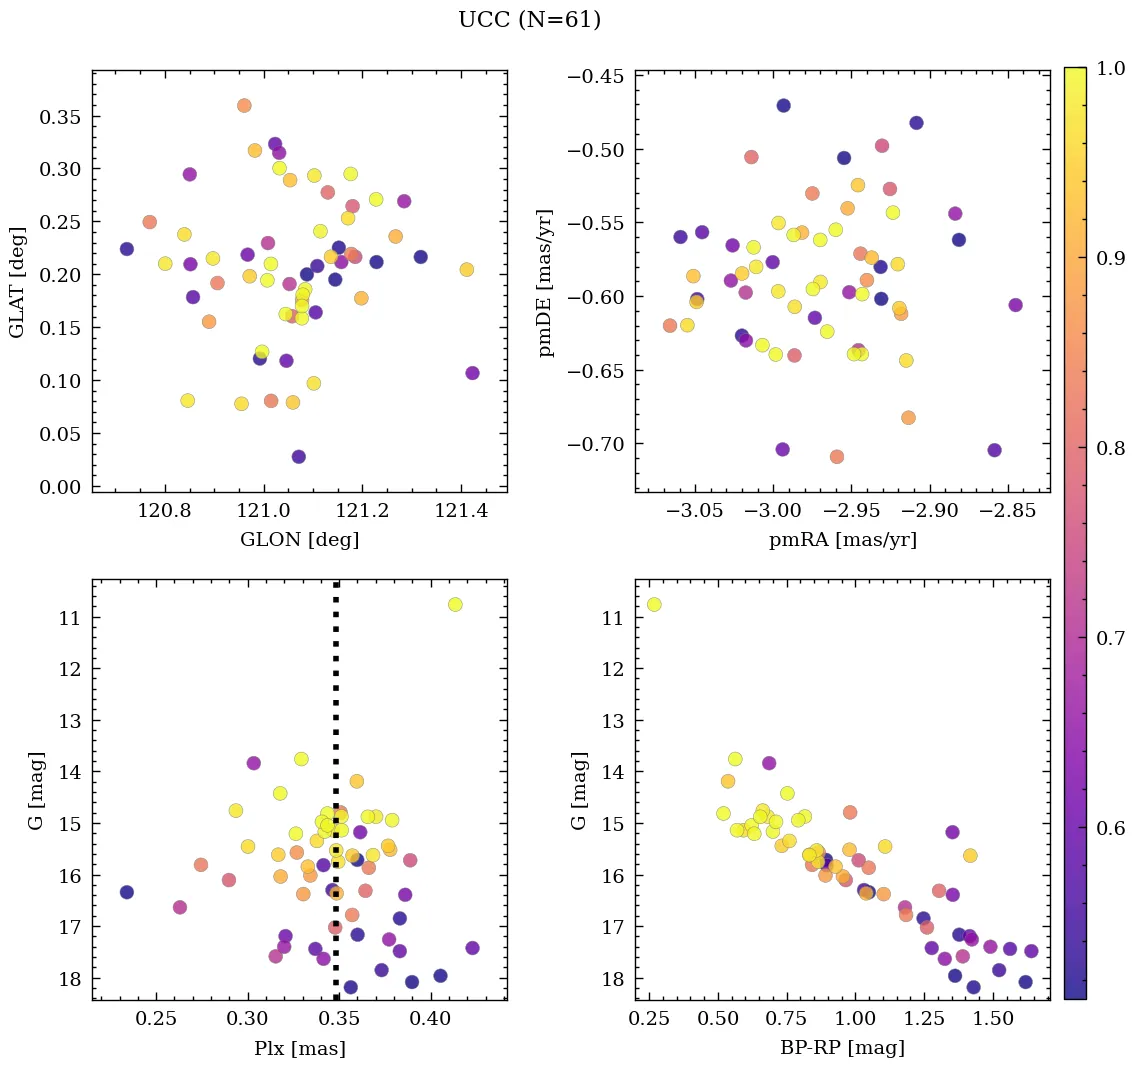 UCC (N=61)
0.35
0.30
0.25
0.20
0.15
0.10
0.05
0.00
GLAT [deg]
120.8 121.0 121.2 121.4
GLON [deg]
−0.45
−0.50
−0.55
−0.60
−0.65
−0.70
pmDE [mas/yr]
−3.05 −3.00 −2.95 −2.90 −2.85
pmRA [mas/yr]
11
12
13
14
15
16
17
18
G [mag]
0.25 0.30 0.35 0.40
Plx [mas]
11
12
13
14
15
16
17
18
G [mag]
0.25 0.50 0.75 1.00 1.25 1.50
BP-RP [mag]
1.0
0.9
0.8
0.7
0.6